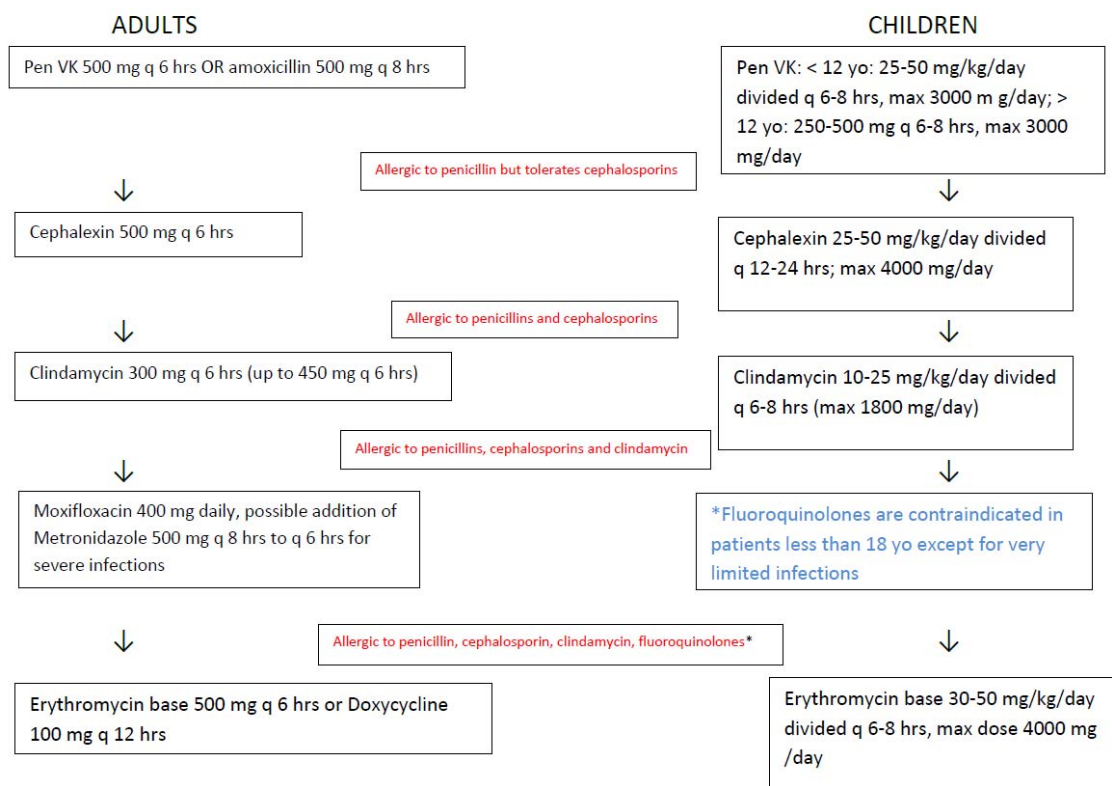 ADULTS
CHILDREN
Pen VK 500 mg q 6 hrs OR amoxicillin 500 mg q 8 hrs
Pen VK: < 12 yo: 25-50 mg/kg/day
divided q 6-8 hrs, max 3000 m g/day; >
12 yo: 250-500 mg q 6-8 hrs, max 3000
mg/day
Allergic to penicillin but tolerates cephalosporins
Cephalexin 500 mg q 6 hrs
Cephalexin 25-50 mg/kg/day divided
q 12-24 hrs; max 4000 mg/day
Allergic to penicillins and cephalosporins
Clindamycin 300 mg q 6 hrs (up to 450 mg q 6 hrs)
Clindamycin 10-25 mg/kg/day divided
q 6-8 hrs (max 1800 mg/day)
Allergic to penicillins, cephalosporins and clindamycin
Moxifloxacin 400 mg daily, possible addition of
Metronidazole 500 mg q 8 hrs to q 6 hrs for
severe infections
*Fluoroquinolones are contraindicated in
patients less than 18 yo except for very
limited infections
Allergic to penicillin, cephalosporin, clindamycin, fluoroquinolones*
Erythromycin base 500 mg q 6 hrs or Doxycycline
100 mg q 12 hrs
Erythromycin base 30-50 mg/kg/day
divided q 6-8 hrs, max dose 4000 mg
/day